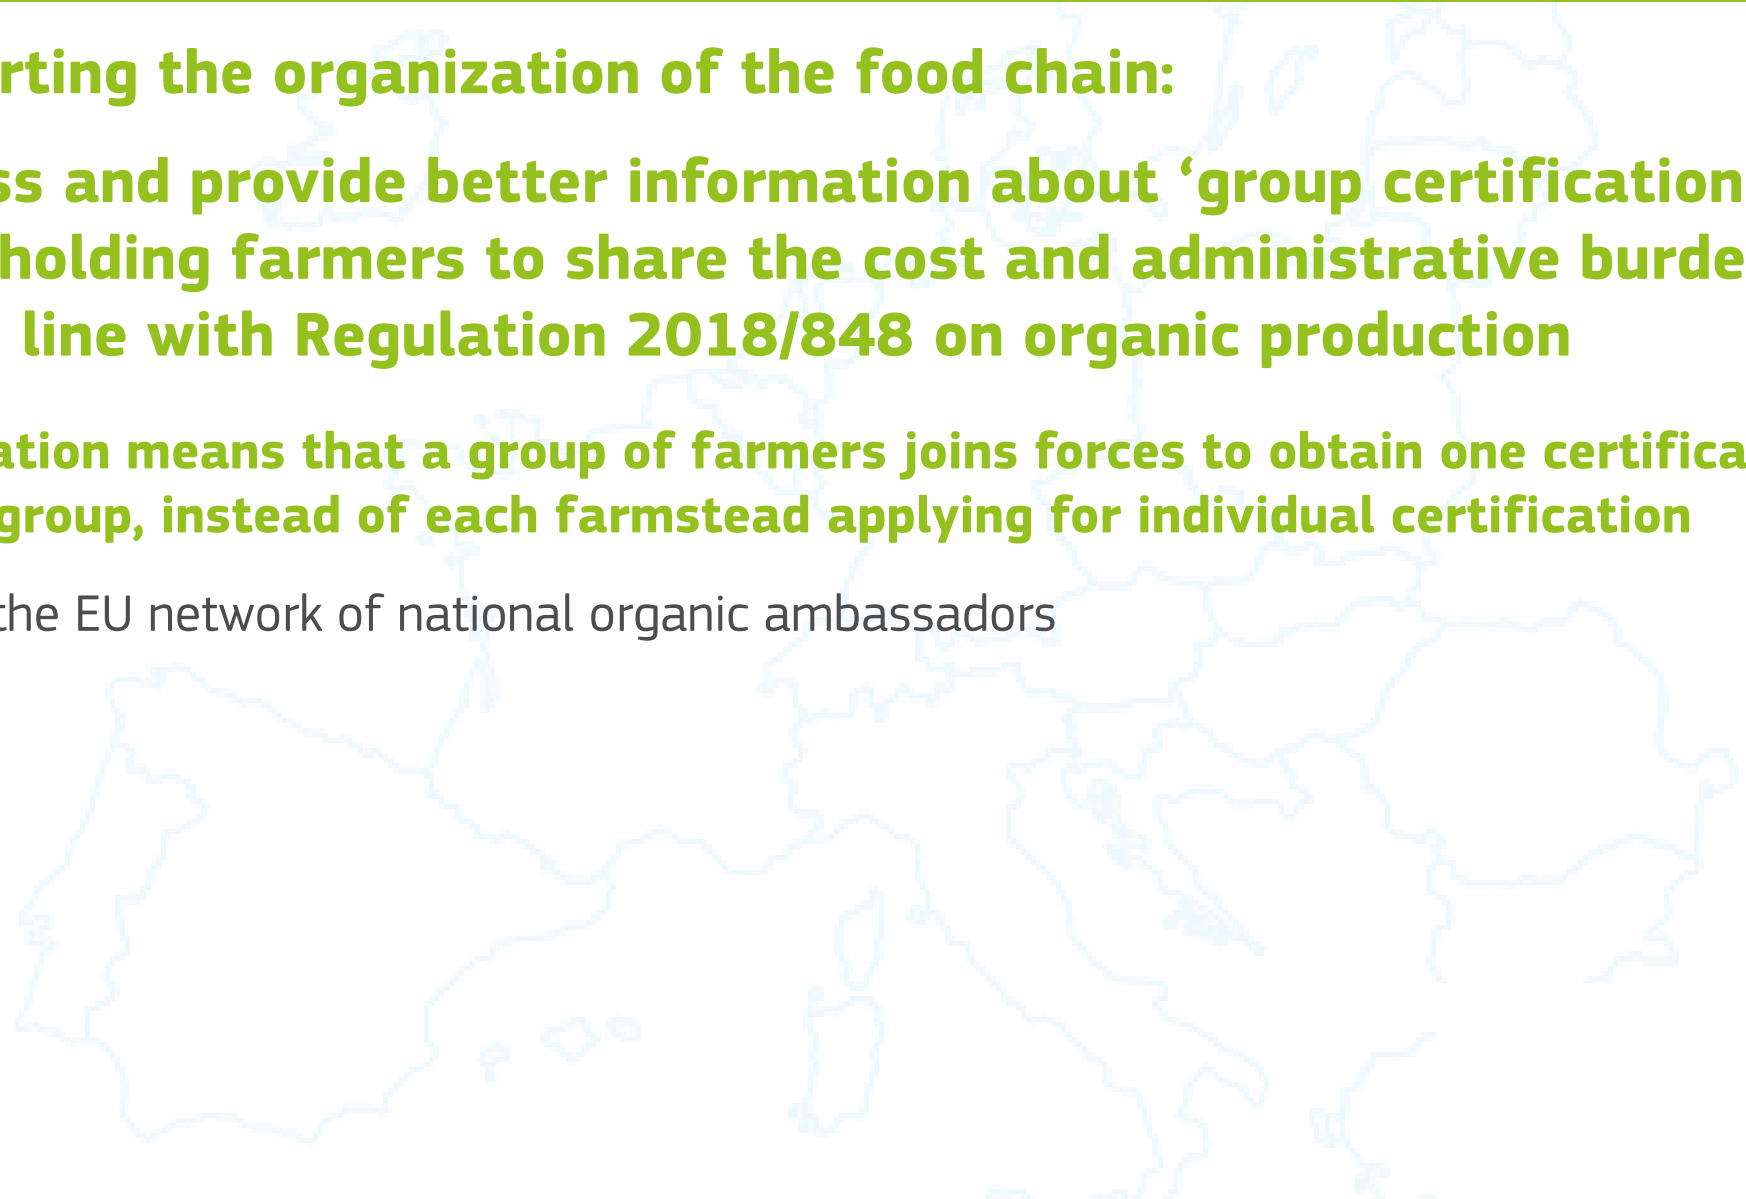 rting the organization of the food chain:
ss and provide better information about ‘group certification
holding farmers to share the cost and administrative burde
line with Regulation 2018/848 on organic production
ation means that a group of farmers joins forces to obtain one certifica
group, instead of each farmstead applying for individual certification
the EU network of national organic ambassadors